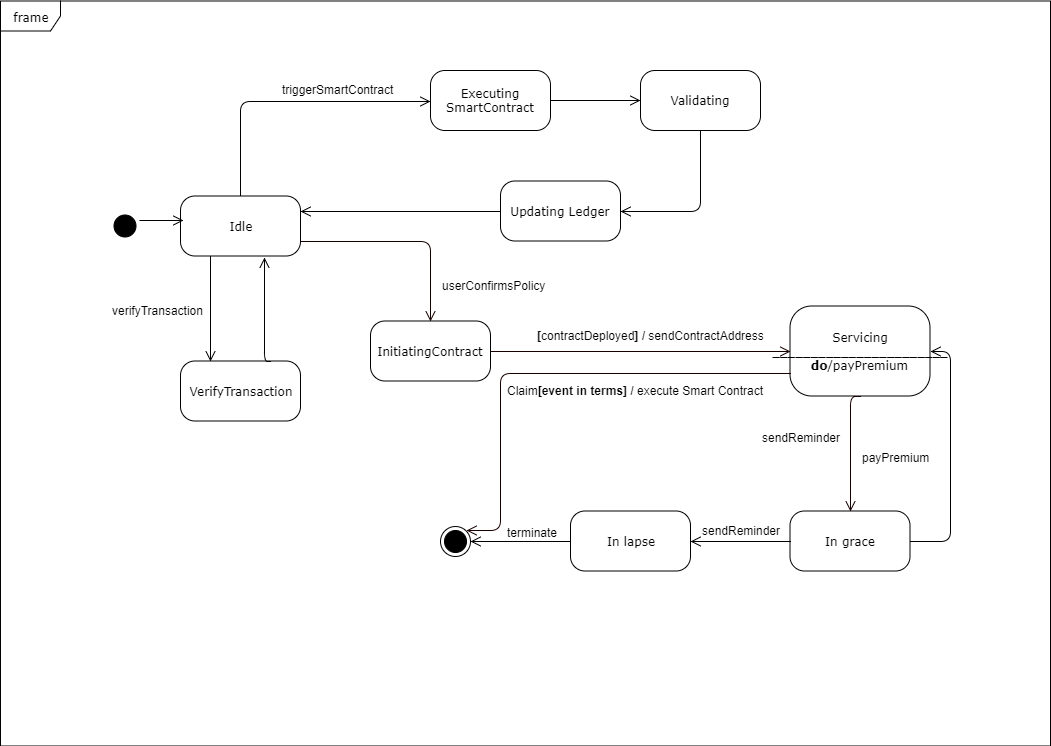 frame
triggerSmartContract
Executing
SmartContract
Validating
Updating Ledger
Idle
userConfirmsPolicy
verifyTransaction
VerifyTransaction
InitiatingContract
[contractDeployed] / sendContractAddress
Servicing
do/payPremium
Claim[event in terms] / execute Smart Contract
sendReminder
payPremium
terminate
In lapse
sendReminder
In grace